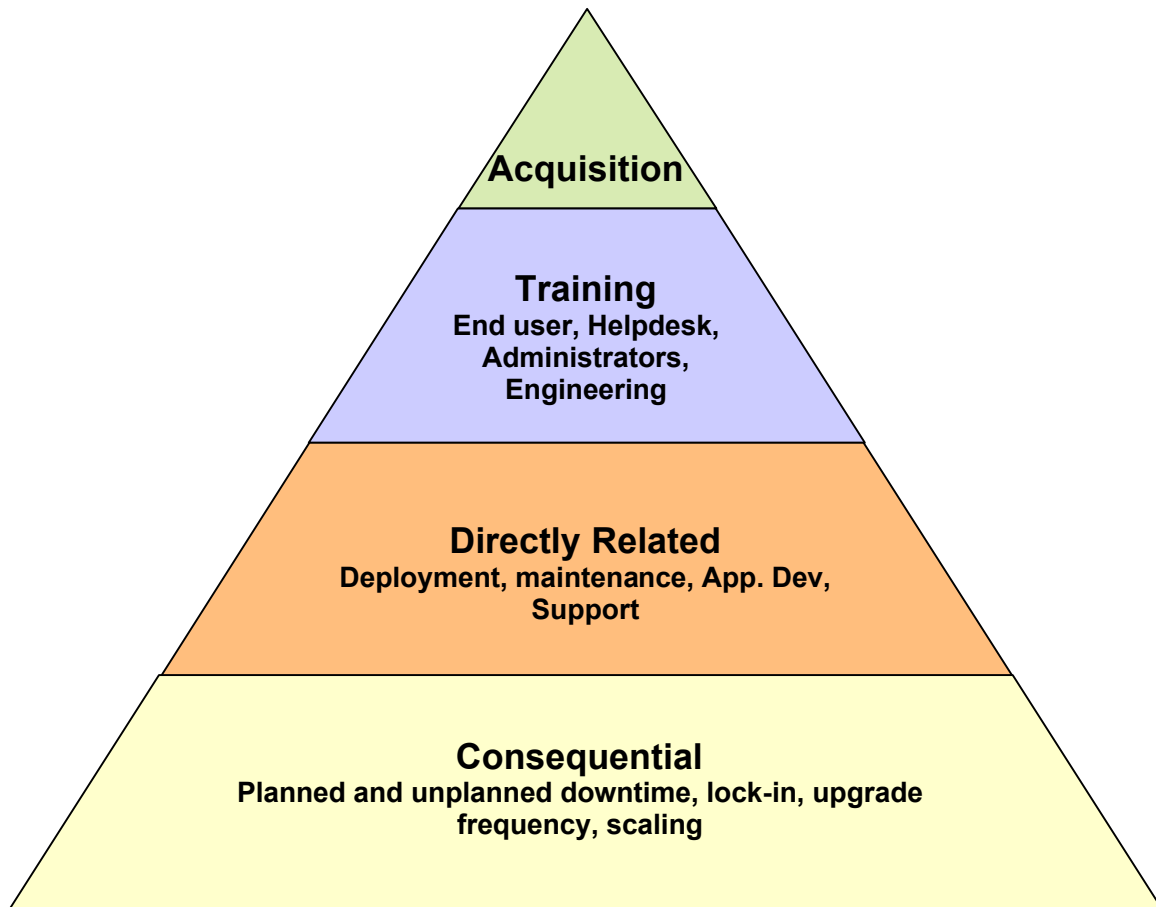 Acquisition
Training
End user, Helpdesk,
Administrators,
Engineering
Directly Related
Deployment, maintenance, App. Dev,
Support
Consequential
Planned and unplanned downtime, lock-in, upgrade
frequency, scaling